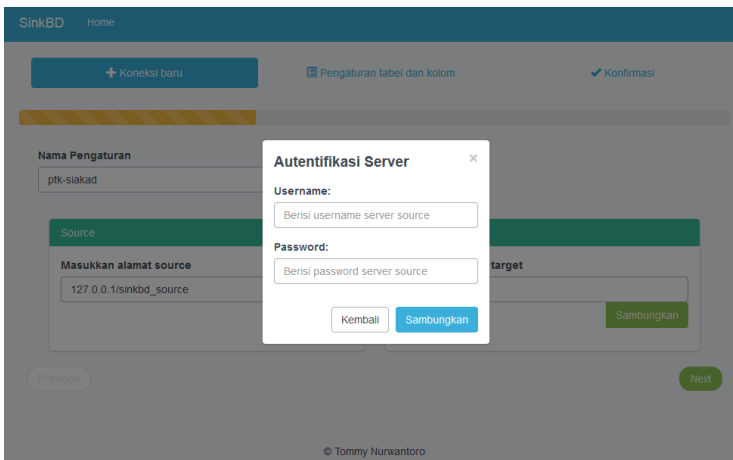 SinkBD Home
Koneksi baru
Pengaturan tabel dan kolom
Konfirmasi
Nama Pengaturan
ptk-siakad
Autentifikasi Server ×
Username:
Berisi username server source
Password:
Berisi password server source
Kembali Sambungkan
Source
Masukkan alamat source
127.0.0.1/sinkbd_source
target
Sambungkan
Previous
Next
© Tommy Nurwantoro